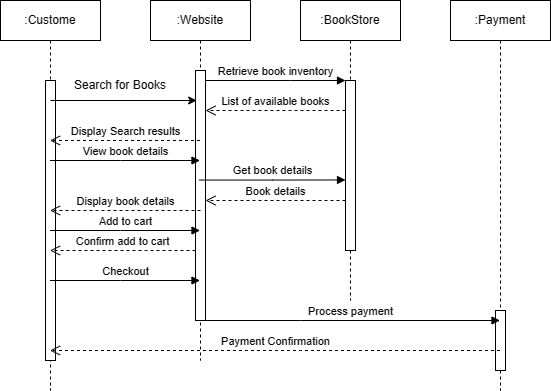 :Custome
:Website
:BookStore
:Payment
Retrieve book inventory
Search for Books
List of available books
Display Search results
View book details
Get book details
Book details
Display book details
Add to cart
Confirm add to cart
Checkout
Process payment
Payment Confirmation